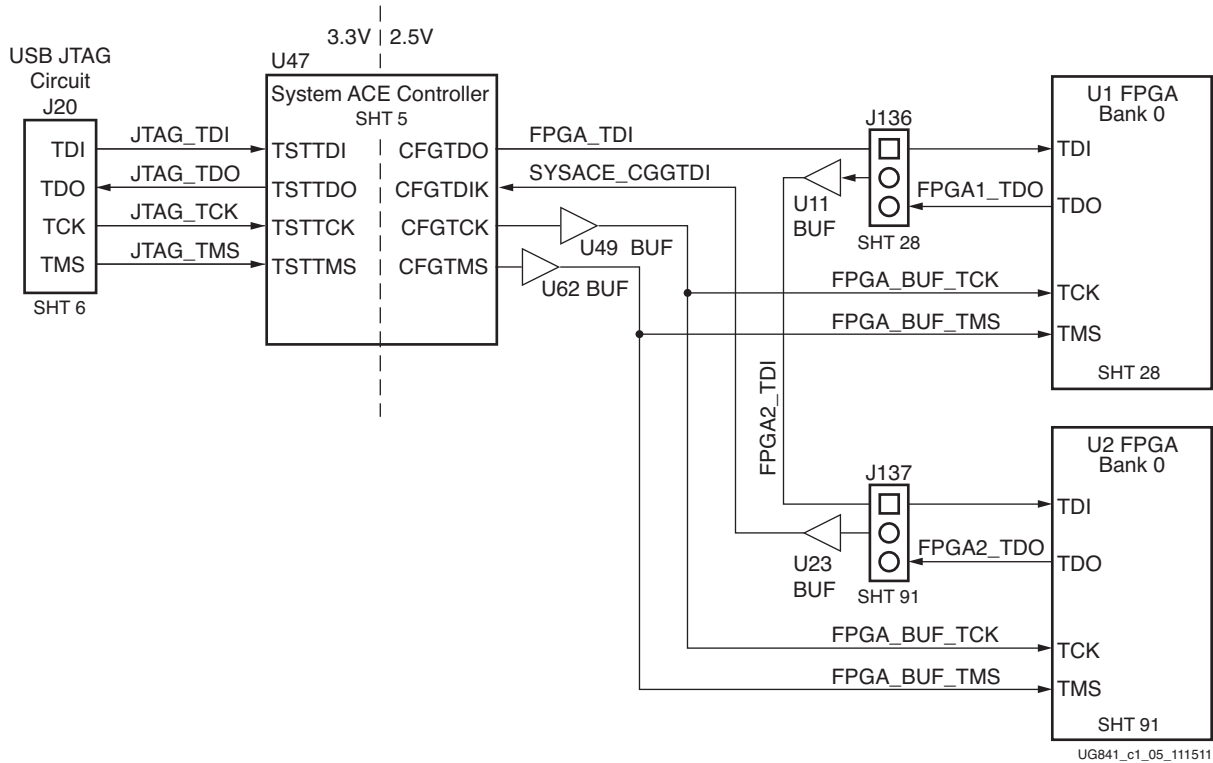 3.3V 2.5V
USB JTAG
Circuit
J20
TDI
TDO
TCK
TMS
SHT 6
JTAG_TDI
JTAG_TDO
JTAG_TCK
JTAG_TMS
U47
System ACE Controller
SHT 5
TSTTDI CFGTDO
TSTTDO CFGTDIK
TSTTCK CFGTCK
TSTTMS CFGTMS
FPGA_TDI
SYSACE_CGGTDI
U49 BUF
U62 BUF
J136
U11
BUF
SHT 28
FPGA1_TDO
FPGA_BUF_TCK
FPGA_BUF_TMS
U1 FPGA
Bank 0
TDI
TDO
TCK
TMS
SHT 28
FPGA2_TDI
J137
U23
BUF
SHT 91
FPGA2_TDO
FPGA_BUF_TCK
FPGA_BUF_TMS
U2 FPGA
Bank 0
TDI
TDO
TCK
TMS
SHT 91
UG841_c1_05_111511